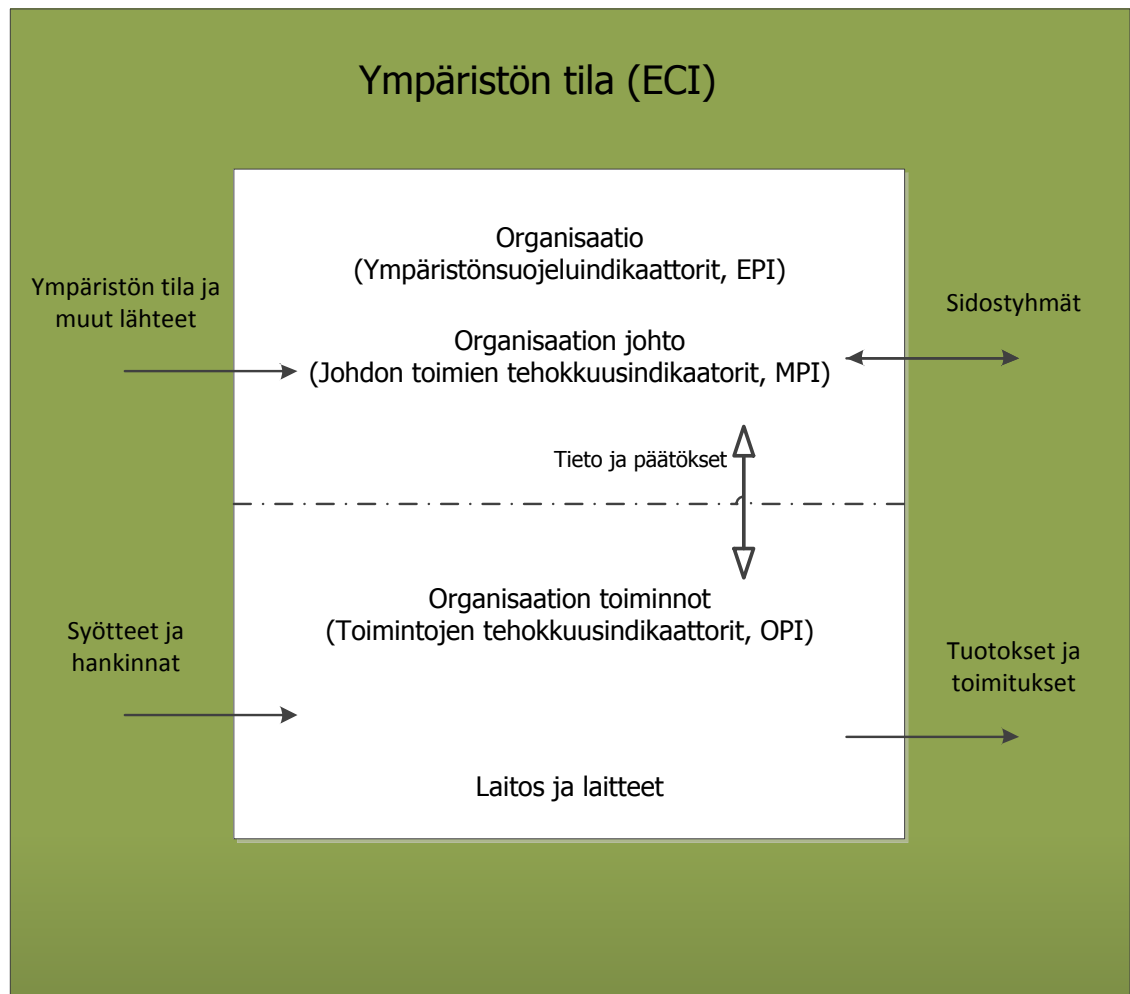 Ympäristön tila (ECI)
Organisaatio
(Ympäristönsuojeluindikaattorit, EPI)
Ympäristön tila ja
muut lähteet
Sidostyhmät
Organisaation johto
(Johdon toimien tehokkuusindikaatorit, MPI)
Tieto ja päätökset
Organisaation toiminnot
(Toimintojen tehokkuusindikaattorit, OPI)
Syötteet ja
hankinnat
Tuotokset ja
toimitukset
Laitos ja laitteet